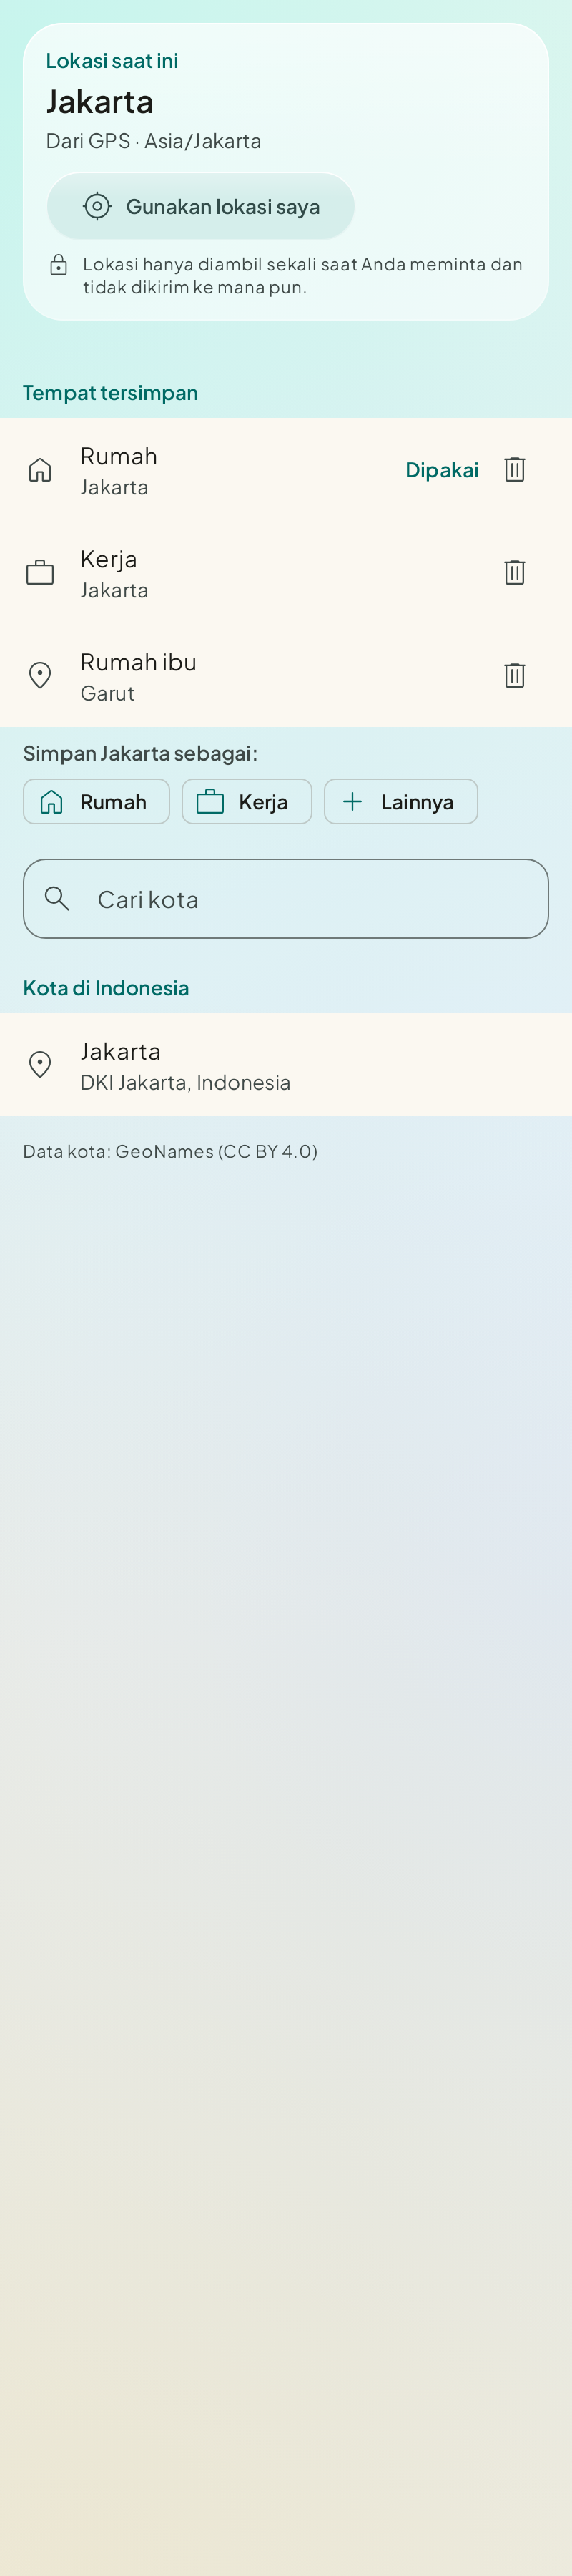 Lokasi saat ini
Jakarta
Dari GPS · Asia/Jakarta
Gunakan lokasi saya
Lokasi hanya diambil sekali saat Anda meminta dan
tidak dikirim ke mana pun.
Tempat tersimpan
Rumah
Jakarta
Dipakai
Kerja
Jakarta
Rumah ibu
Garut
Simpan Jakarta sebagai:
Rumah
Kerja
Lainnya
Cari kota
Kota di Indonesia
Jakarta
DKI Jakarta, Indonesia
Data kota: GeoNames (CC BY 4.0)